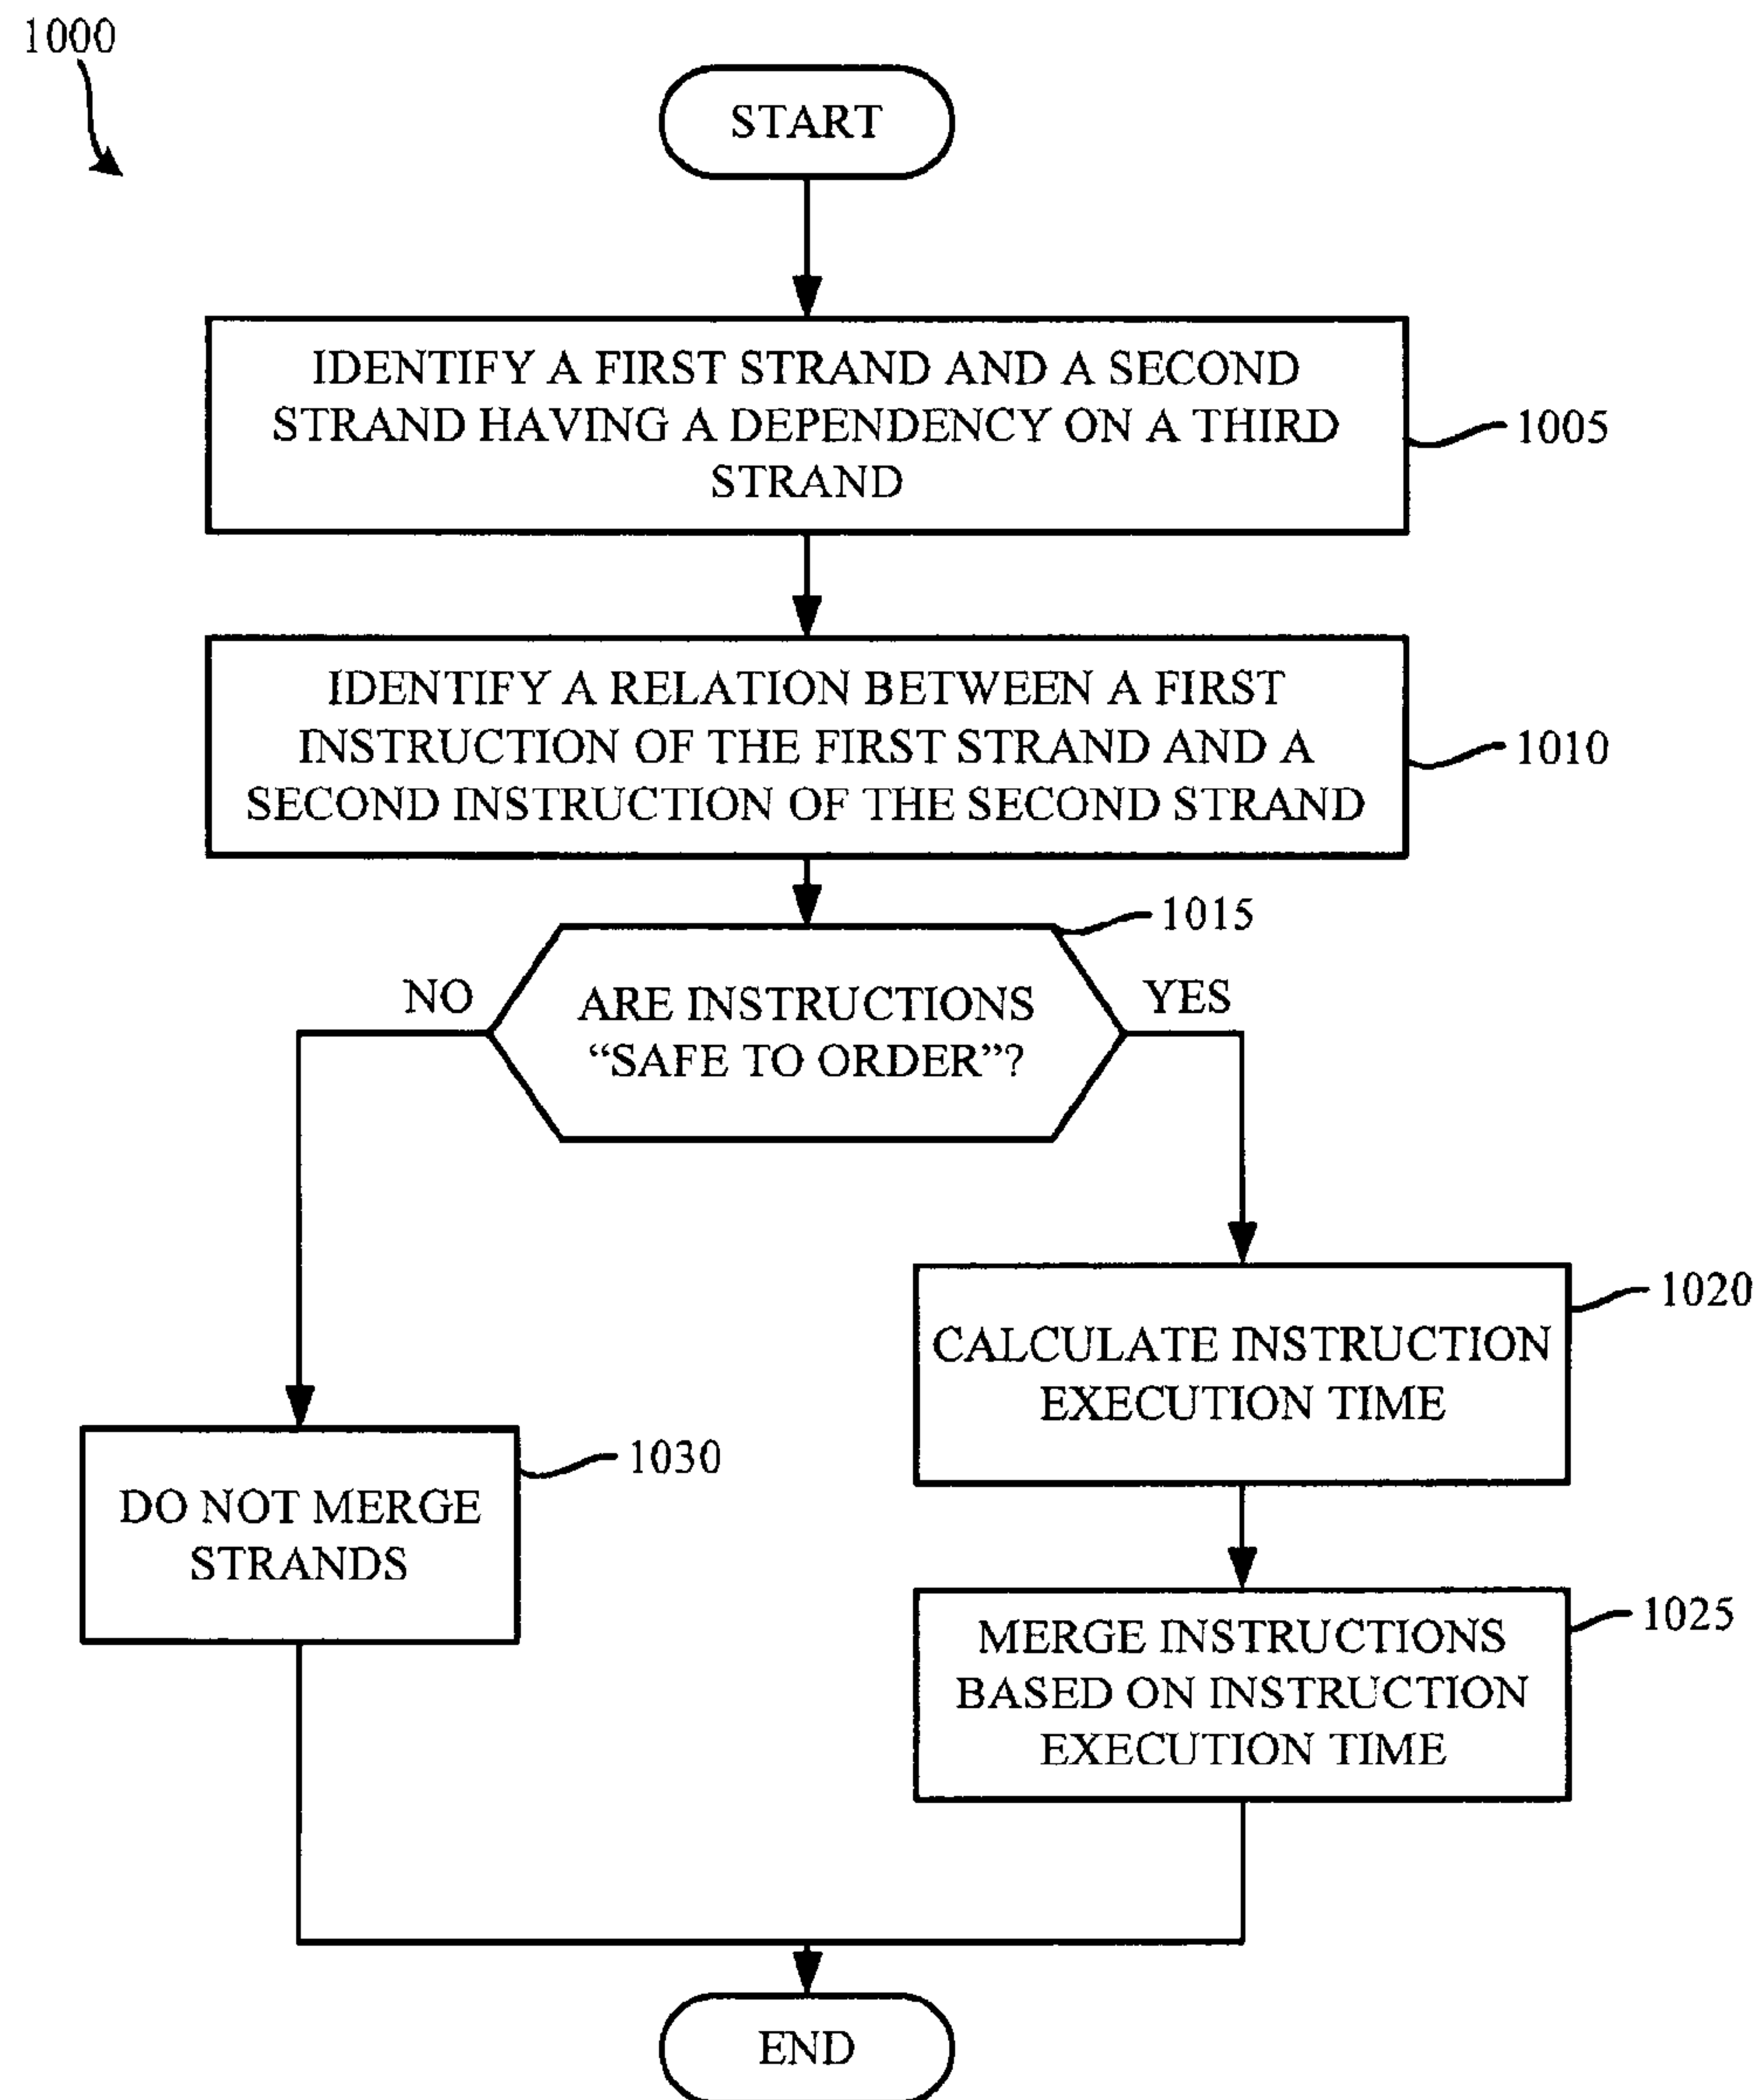 1000
START
IDENTIFY A FIRST STRAND AND A SECOND
STRAND HAVING A DEPENDENCY ON A THIRD
STRAND
1005
IDENTIFY A RELATION BETWEEN A FIRST
INSTRUCTION OF THE FIRST STRAND AND A
SECOND INSTRUCTION OF THE SECOND STRAND
1010
1015
NO
ARE INSTRUCTIONS
“SAFE TO ORDER”?
YES
1020
CALCULATE INSTRUCTION
EXECUTION TIME
1030
DO NOT MERGE
STRANDS
1025
MERGE INSTRUCTIONS
BASED ON INSTRUCTION
EXECUTION TIME
END